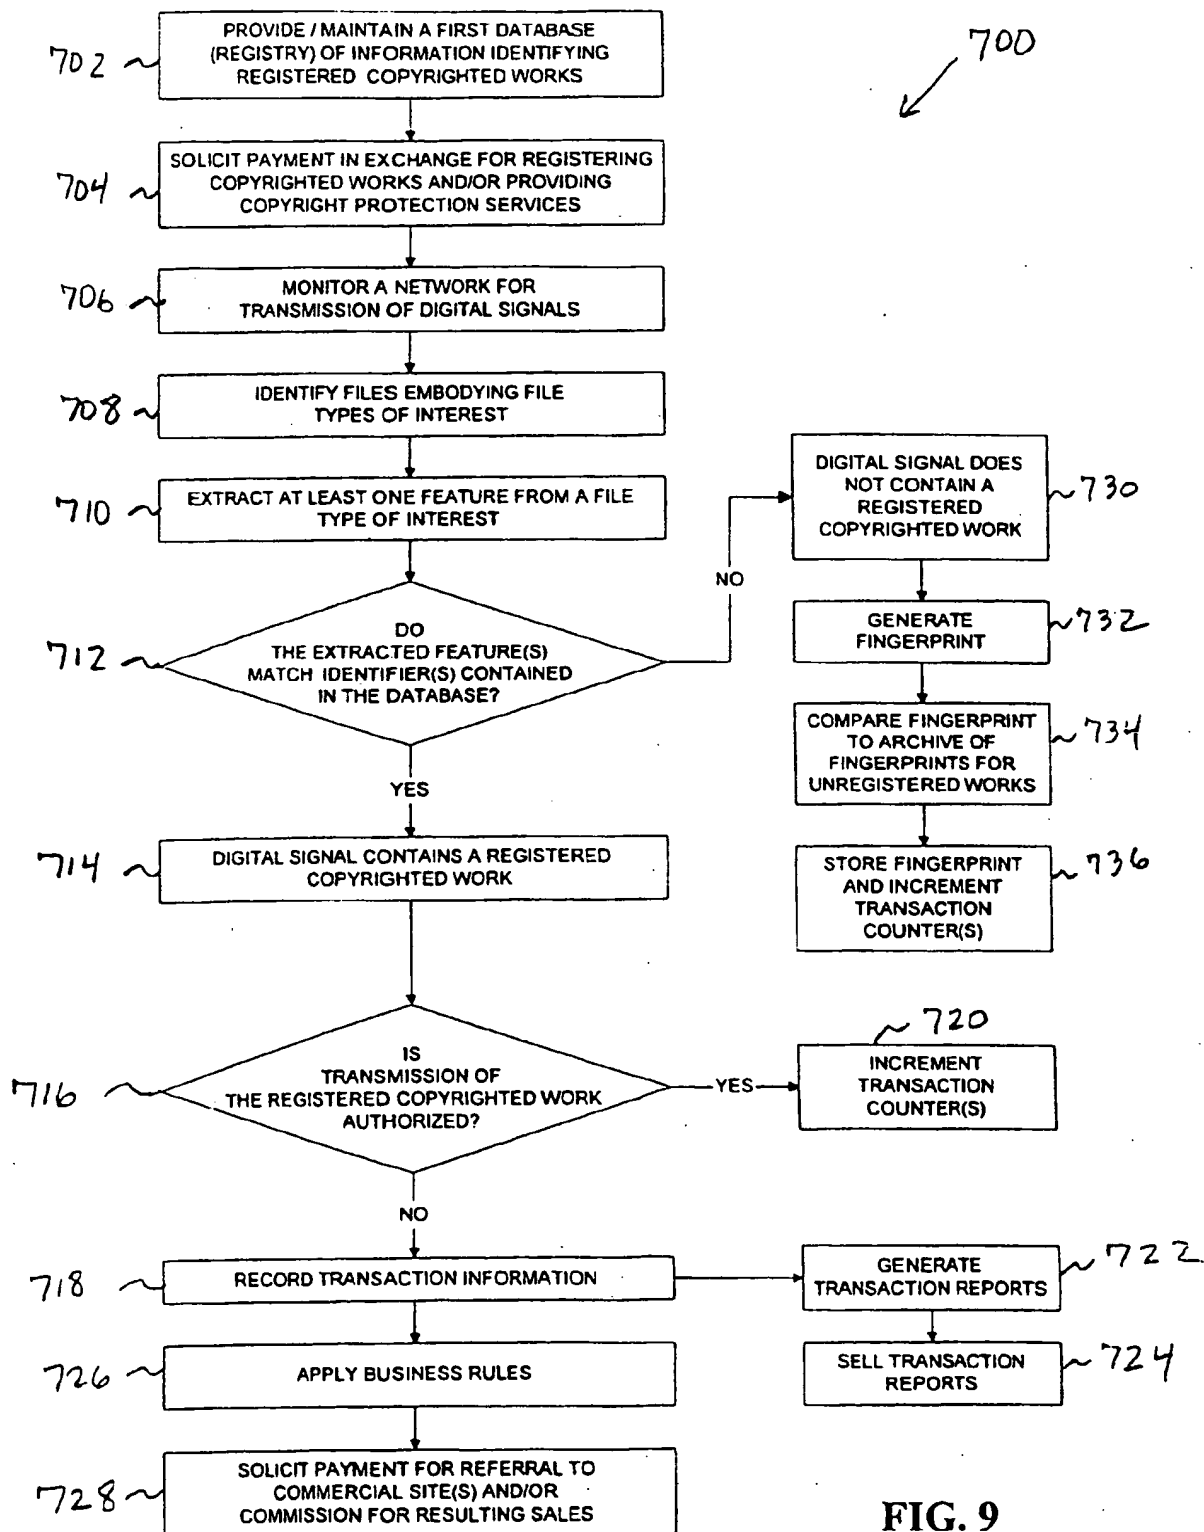 PROVIDE / MAINTAIN A FIRST DATABASE
(REGISTRY) OF INFORMATION IDENTIFYING
REGISTERED COPYRIGHTED WORKS
702
700
SOLICIT PAYMENT IN EXCHANGE FOR REGISTERING
COPYRIGHTED WORKS AND/OR PROVIDING
COPYRIGHT PROTECTION SERVICES
704
MONITOR A NETWORK FOR
TRANSMISSION OF DIGITAL SIGNALS
706
IDENTIFY FILES EMBODYING FILE
TYPES OF INTEREST
708
EXTRACT AT LEAST ONE FEATURE FROM A FILE
TYPE OF INTEREST
710
DO
THE EXTRACTED FEATURE(S)
MATCH IDENTIFIER(S) CONTAINED
IN THE DATABASE?
712
NO
DIGITAL SIGNAL DOES
NOT CONTAIN A
REGISTERED
COPYRIGHTED WORK
730
GENERATE
FINGERPRINT
732
COMPARE FINGERPRINT
TO ARCHIVE OF
FINGERPRINTS FOR
UNREGISTERED WORKS
734
STORE FINGERPRINT
AND INCREMENT
TRANSACTION
COUNTER(S)
736
YES
DIGITAL SIGNAL CONTAINS A REGISTERED
COPYRIGHTED WORK
714
IS
TRANSMISSION OF
THE REGISTERED COPYRIGHTED WORK
AUTHORIZED?
716
YES
720
INCREMENT
TRANSACTION
COUNTER(S)
NO
RECORD TRANSACTION INFORMATION
718
GENERATE
TRANSACTION REPORTS
722
SELL TRANSACTION
REPORTS
724
APPLY BUSINESS RULES
726
SOLICIT PAYMENT FOR REFERRAL TO
COMMERCIAL SITE(S) AND/OR
COMMISSION FOR RESULTING SALES
728
FIG. 9